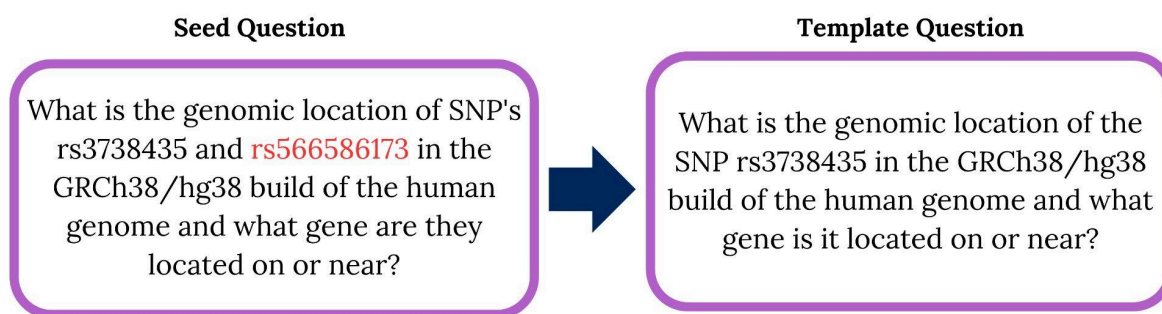 Seed Question
What is the genomic location of SNP's
rs3738435 and rs566586173 in the
GRCh38/hg38 build of the human
genome and what gene are they
located on or near?
Template Question
What is the genomic location of the
SNP rs3738435 in the GRCh38/hg38
build of the human genome and what
gene is it located on or near?